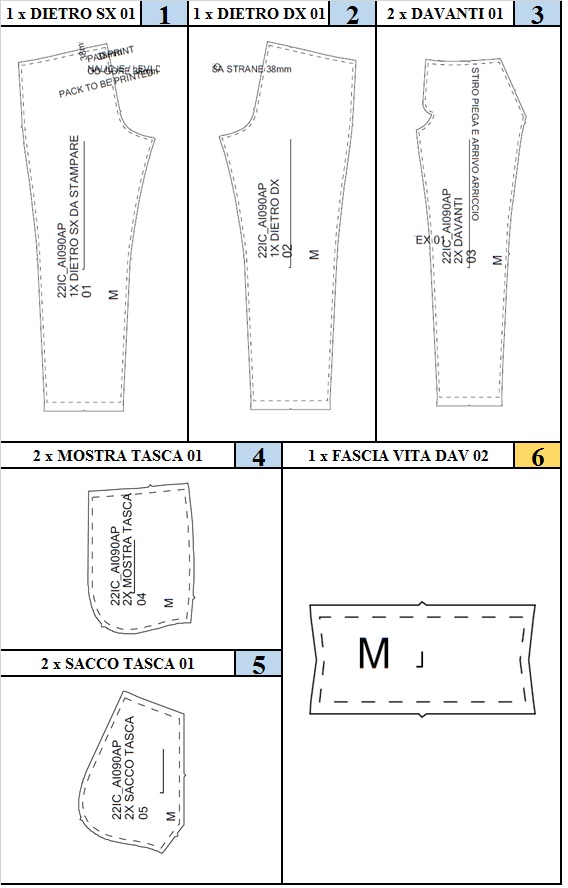 1 x DIETRO SX 01
1
1 x DIETRO DX 01
2
2 x DAVANTI 01
3
PACK TO BE PRINTED
22IC_AI090AP
1X DIETRO SX DA STAMPARE
01
M
SA STRANE 38mm
22IC_AI090AP
1X DIETRO DX
02
M
STIRO PIEGA E ARRIVO ARRICCIO
EX 01
22IC_AI090AP
2X DAVANTI
03
M
2 x MOSTRA TASCA 01
4
1 x FASCIA VITA DAV 02
6
22IC_AI090AP
2X MOSTRA TASCA
04
M
M
2 x SACCO TASCA 01
5
22IC_AI090AP
2X SACCO TASCA
05
M